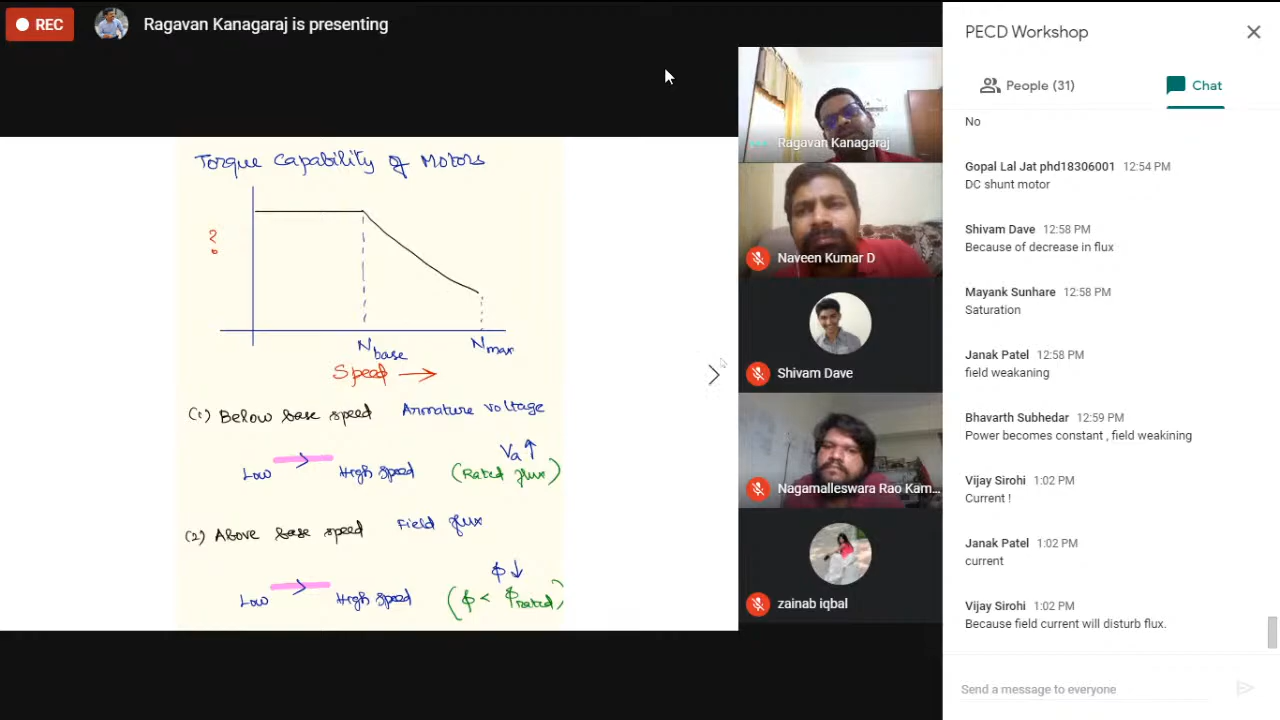 REC
Ragavan Kanagaraj is presenting
Torque Capability of Motors
?
N base
N max
Speed
(1) Below base speed Armature voltage
Va ↑
Low High speed (Rated flux)
(2) Above base speed Field flux
ϕ ↓
Low High speed (ϕ < ϕ rated)
Ragavan Kanagaraj
Naveen Kumar D
Shivam Dave
Nagamalleswara Rao Kam...
zainab iqbal
PECD Workshop
People (31)
Chat
No
Gopal Lal Jat phd18306001 12:54 PM
DC shunt motor
Shivam Dave 12:58 PM
Because of decrease in flux
Mayank Sunhare 12:58 PM
Saturation
Janak Patel 12:58 PM
field weakaning
Bhavarth Subhedar 12:59 PM
Power becomes constant , field weakining
Vijay Sirohi 1:02 PM
Current !
Janak Patel 1:02 PM
current
Vijay Sirohi 1:02 PM
Because field current will disturb flux.
Send a message to everyone